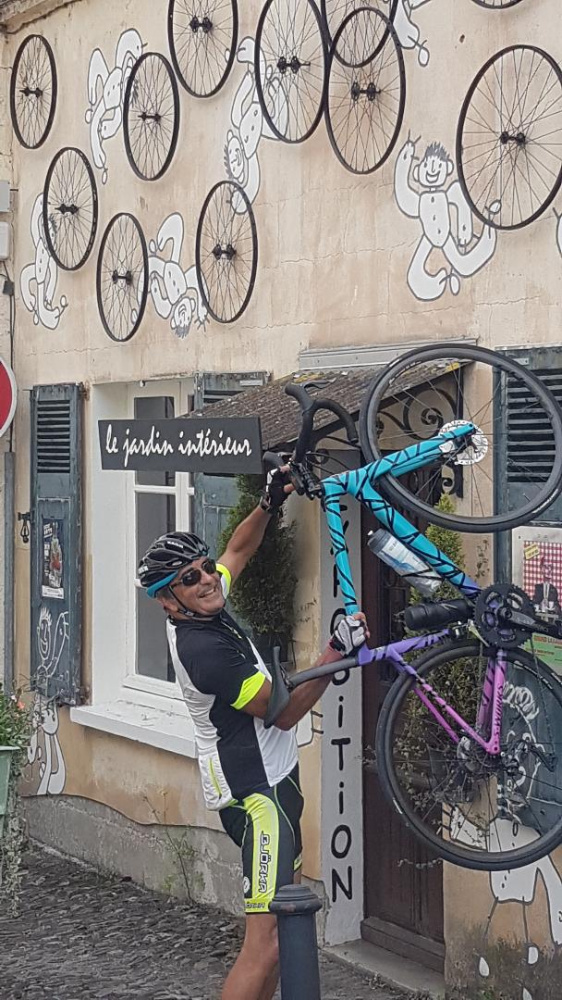 le jardin intérieur
EXPOSITION
BJÖRKA